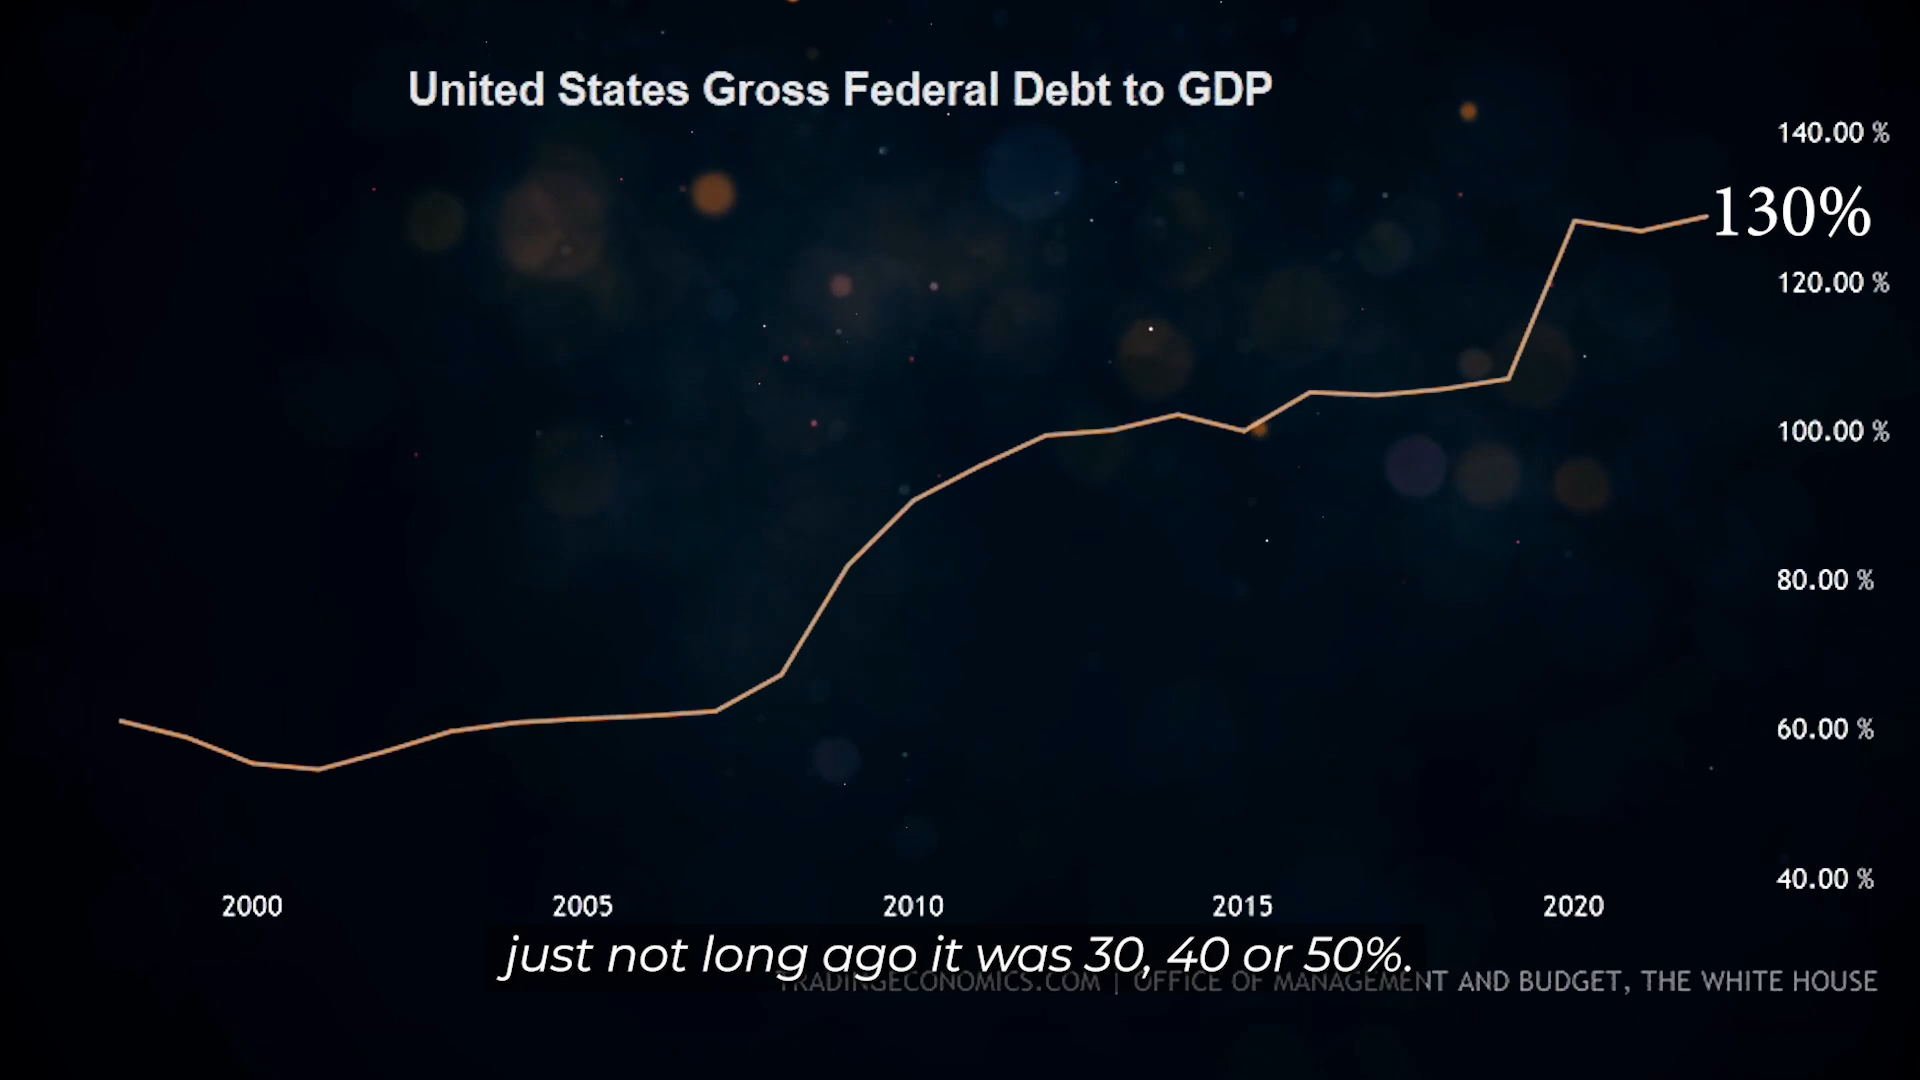 United States Gross Federal Debt to GDP
140.00 %
130%
120.00 %
100.00 %
80.00 %
60.00 %
40.00 %
2000 2005 2010 2015 2020
just not long ago it was 30, 40 or 50%.
TRADINGECONOMICS.COM | OFFICE OF MANAGEMENT AND BUDGET, THE WHITE HOUSE